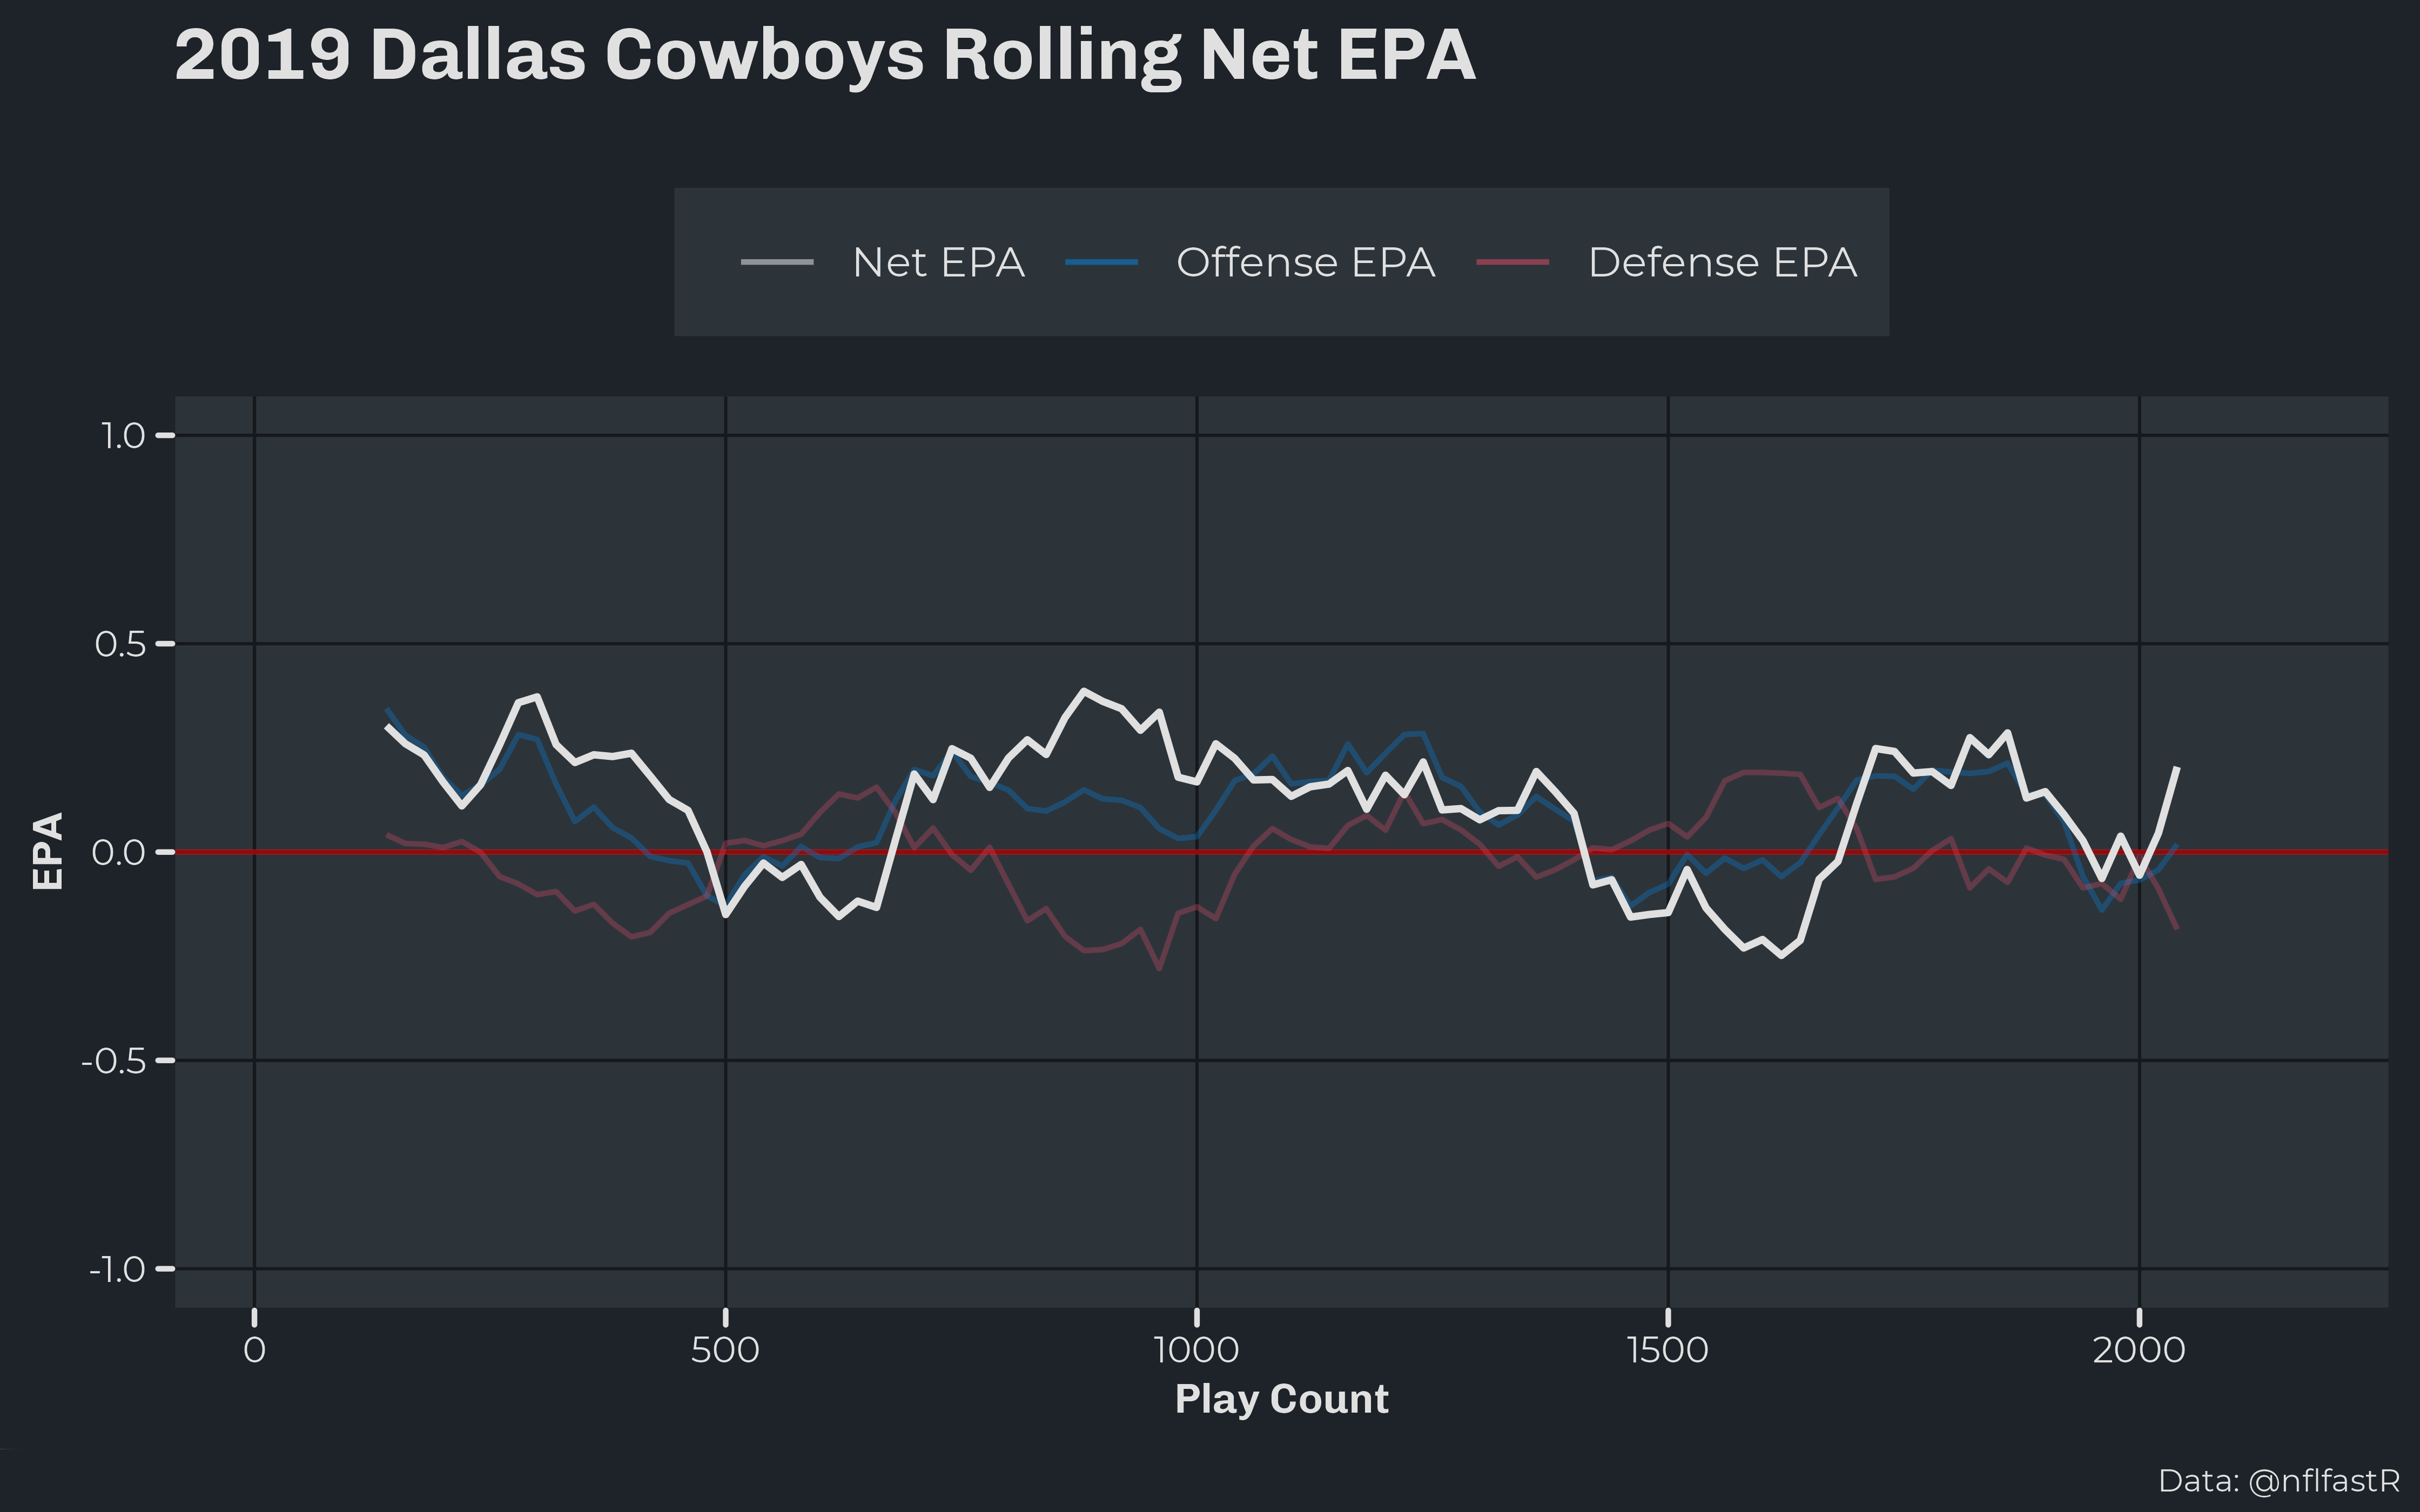 2019 Dallas Cowboys Rolling Net EPA
Net EPA Offense EPA Defense EPA
1.0
0.5
0.0
-0.5
-1.0
EPA
0 500 1000 1500 2000
Play Count
Data: @nflfastR